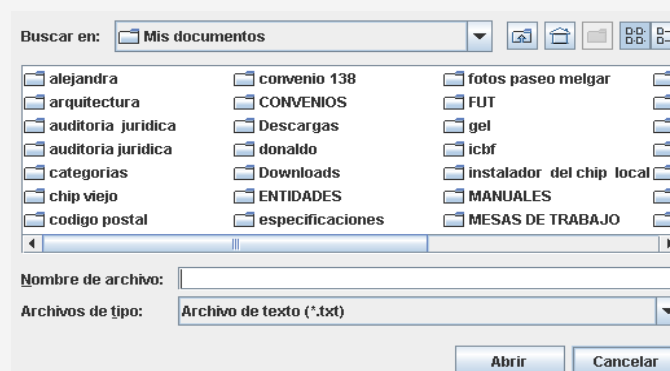 Buscar en: Mis documentos
alejandra convenio 138 fotos paseo melgar
arquitectura CONVENIOS FUT
auditoria  juridica Descargas gel
auditoria juridica donaldo icbf
categorias Downloads instalador  del chip  local
chip viejo ENTIDADES MANUALES
codigo postal especificaciones MESAS DE TRABAJO
Nombre de archivo:
Archivos de tipo: Archivo de texto (*.txt)
Abrir Cancelar